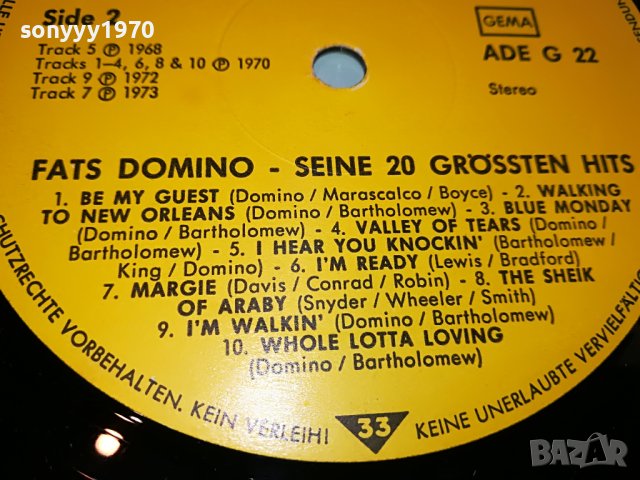 sonyyy1970
Side 2
Track 5 Ⓟ 1968
Tracks 1-4, 6, 8 & 10 Ⓟ 1970
Track 9 Ⓟ 1972
Track 7 Ⓟ 1973
GEMA
ADE G 22
Stereo
FATS DOMINO - SEINE 20 GRÖSSTEN HITS
1. BE MY GUEST (Domino / Marascalco / Boyce) - 2. WALKING
TO NEW ORLEANS (Domino / Bartholomew) - 3. BLUE MONDAY
(Domino / Bartholomew) - 4. VALLEY OF TEARS (Domino /
Bartholomew) - 5. I HEAR YOU KNOCKIN' (Bartholomew /
King / Domino) - 6. I'M READY (Lewis / Bradford)
7. MARGIE (Davis / Conrad / Robin) - 8. THE SHEIK
OF ARABY (Snyder / Wheeler / Smith)
9. I'M WALKIN' (Domino / Bartholomew)
10. WHOLE LOTTA LOVING
(Domino / Bartholomew)
SCHUTZRECHTE VORBEHALTEN. KEIN VERLEIH! 33 KEINE UNERLAUBTE VERVIELFÄLTI
BAZAR